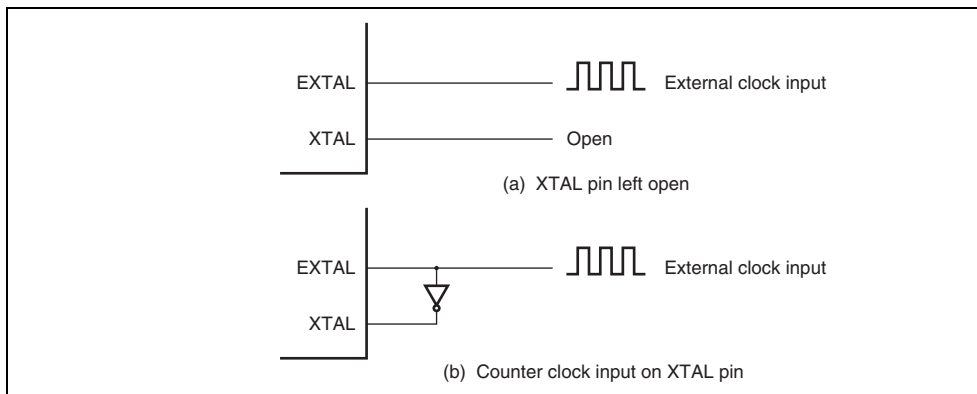 EXTAL External clock input
XTAL Open
(a) XTAL pin left open
EXTAL External clock input
XTAL
(b) Counter clock input on XTAL pin